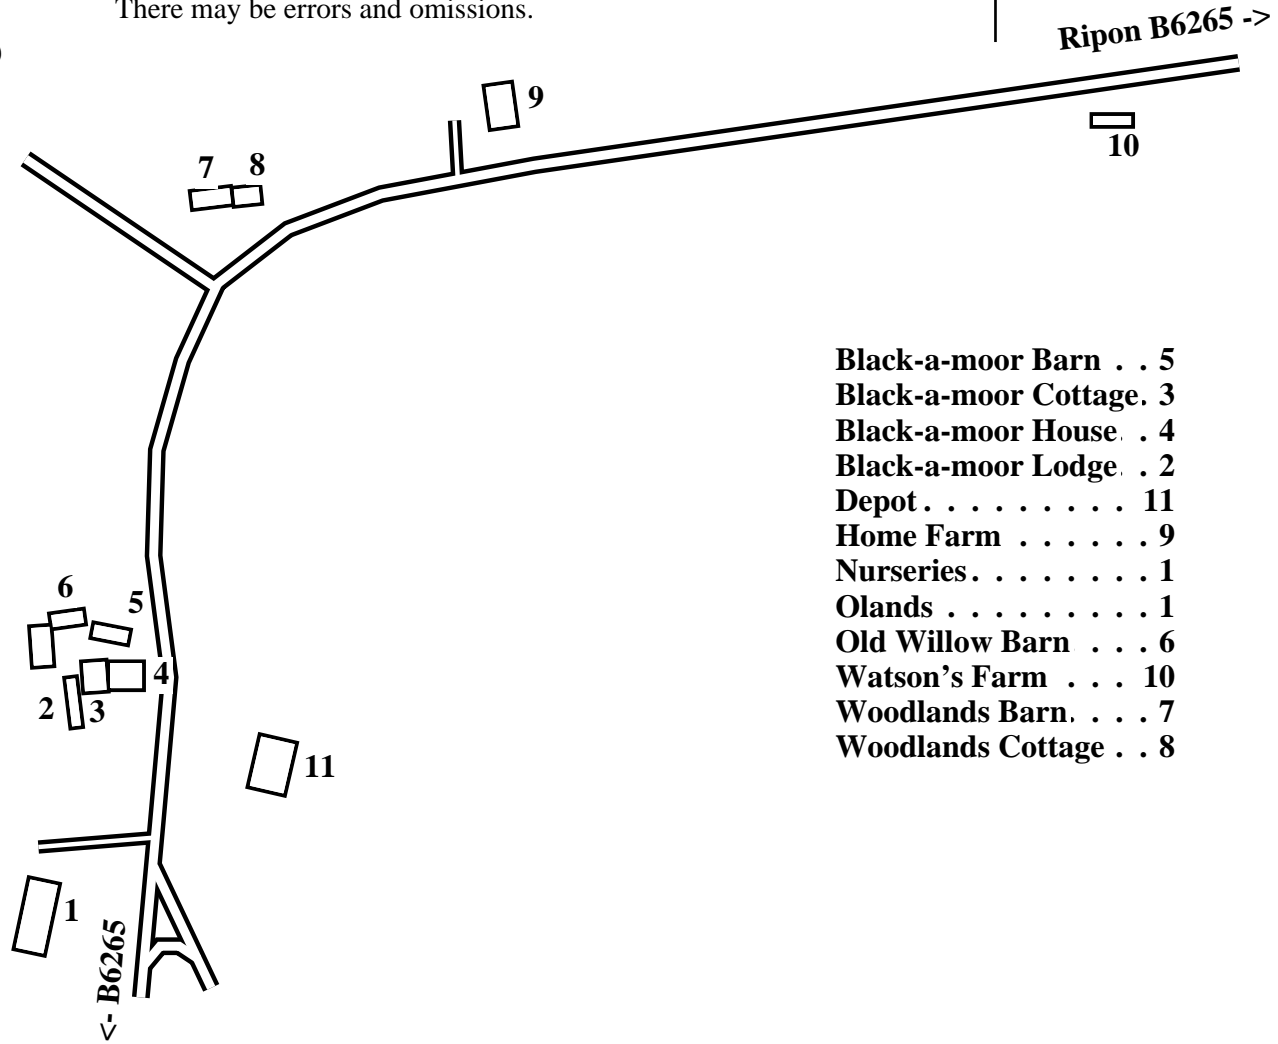 There may be errors and omissions.
Ripon B6265 ->
9
10
7
8
Black-a-moor Barn . . 5
Black-a-moor Cottage. 3
Black-a-moor House. . 4
Black-a-moor Lodge. . 2
Depot. . . . . . . . . 11
Home Farm . . . . . . 9
Nurseries. . . . . . . . 1
Olands . . . . . . . . . 1
Old Willow Barn . . . . 6
Watson’s Farm . . . 10
Woodlands Barn. . . . 7
Woodlands Cottage . . 8
6
5
4
2
3
11
1
<- B6265